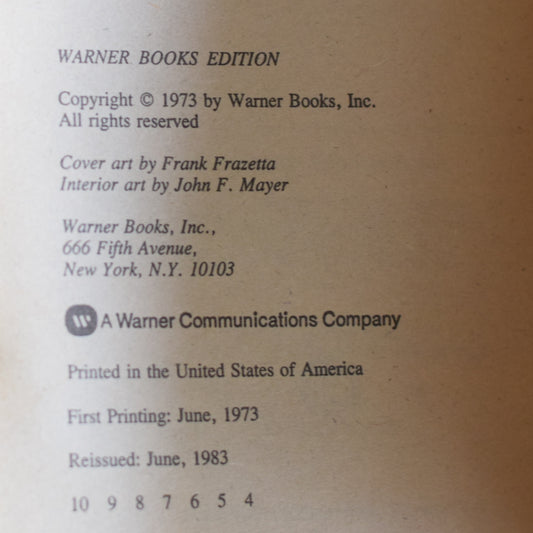 WARNER BOOKS EDITION
Copyright © 1973 by Warner Books, Inc.
All rights reserved
Cover art by Frank Frazetta
Interior art by John F. Mayer
Warner Books, Inc.,
666 Fifth Avenue,
New York, N.Y. 10103
A Warner Communications Company
Printed in the United States of America
First Printing: June, 1973
Reissued: June, 1983
10 9 8 7 6 5 4